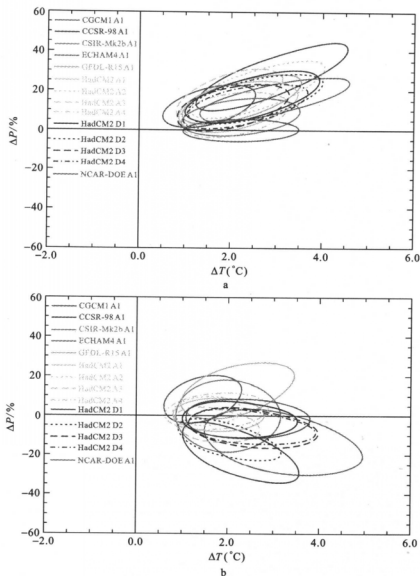 60
40
20
0
20
40
60
ΔP/%
CGCM1 A1
CCSR-98 A1
CSIR-Mk2b A1
ECHAM4 A1
GFDL-R15 A1
HadCM2 A1
HadCM2 A2
HadCM2 A3
HadCM2 A4
HadCM2 D1
HadCM2 D2
HadCM2 D3
HadCM2 D4
NCAR-DOE A1
−2.0 0.0 2.0 4.0 6.0
ΔT(°C)
a
60
40
20
0
−20
−40
−60
ΔP/%
CGCM1 A1
CCSR-98 A1
CSIR-Mk2b A1
ECHAM4 A1
GFDL-R15 A1
HadCM2 A1
HadCM2 A2
HadCM2 A3
HadCM2 A4
HadCM2 D1
HadCM2 D2
HadCM2 D3
HadCM2 D4
NCAR-DOE A1
−2.0 0.0 2.0 4.0 6.0
ΔT(°C)
b